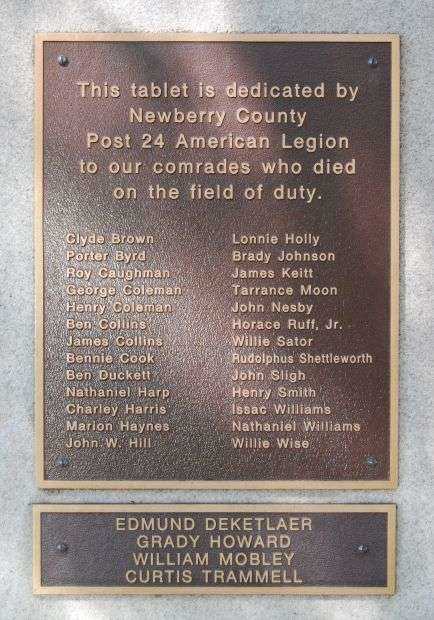 This tablet is dedicated by
Newberry County
Post 24 American Legion
to our comrades who died
on the field of duty.
Clyde Brown
Porter Byrd
Roy Caughman
George Coleman
Henry Coleman
Ben Collins
James Collins
Bennie Cook
Ben Duckett
Nathaniel Harp
Charley Harris
Marion Haynes
John W. Hill
Lonnie Holly
Brady Johnson
James Keitt
Tarrance Moon
John Nesby
Horace Ruff, Jr.
Willie Sator
Rudolphus Shettleworth
John Sligh
Henry Smith
Issac Williams
Nathaniel Williams
Willie Wise
EDMUND DEKETLAER
GRADY HOWARD
WILLIAM MOBLEY
CURTIS TRAMMELL